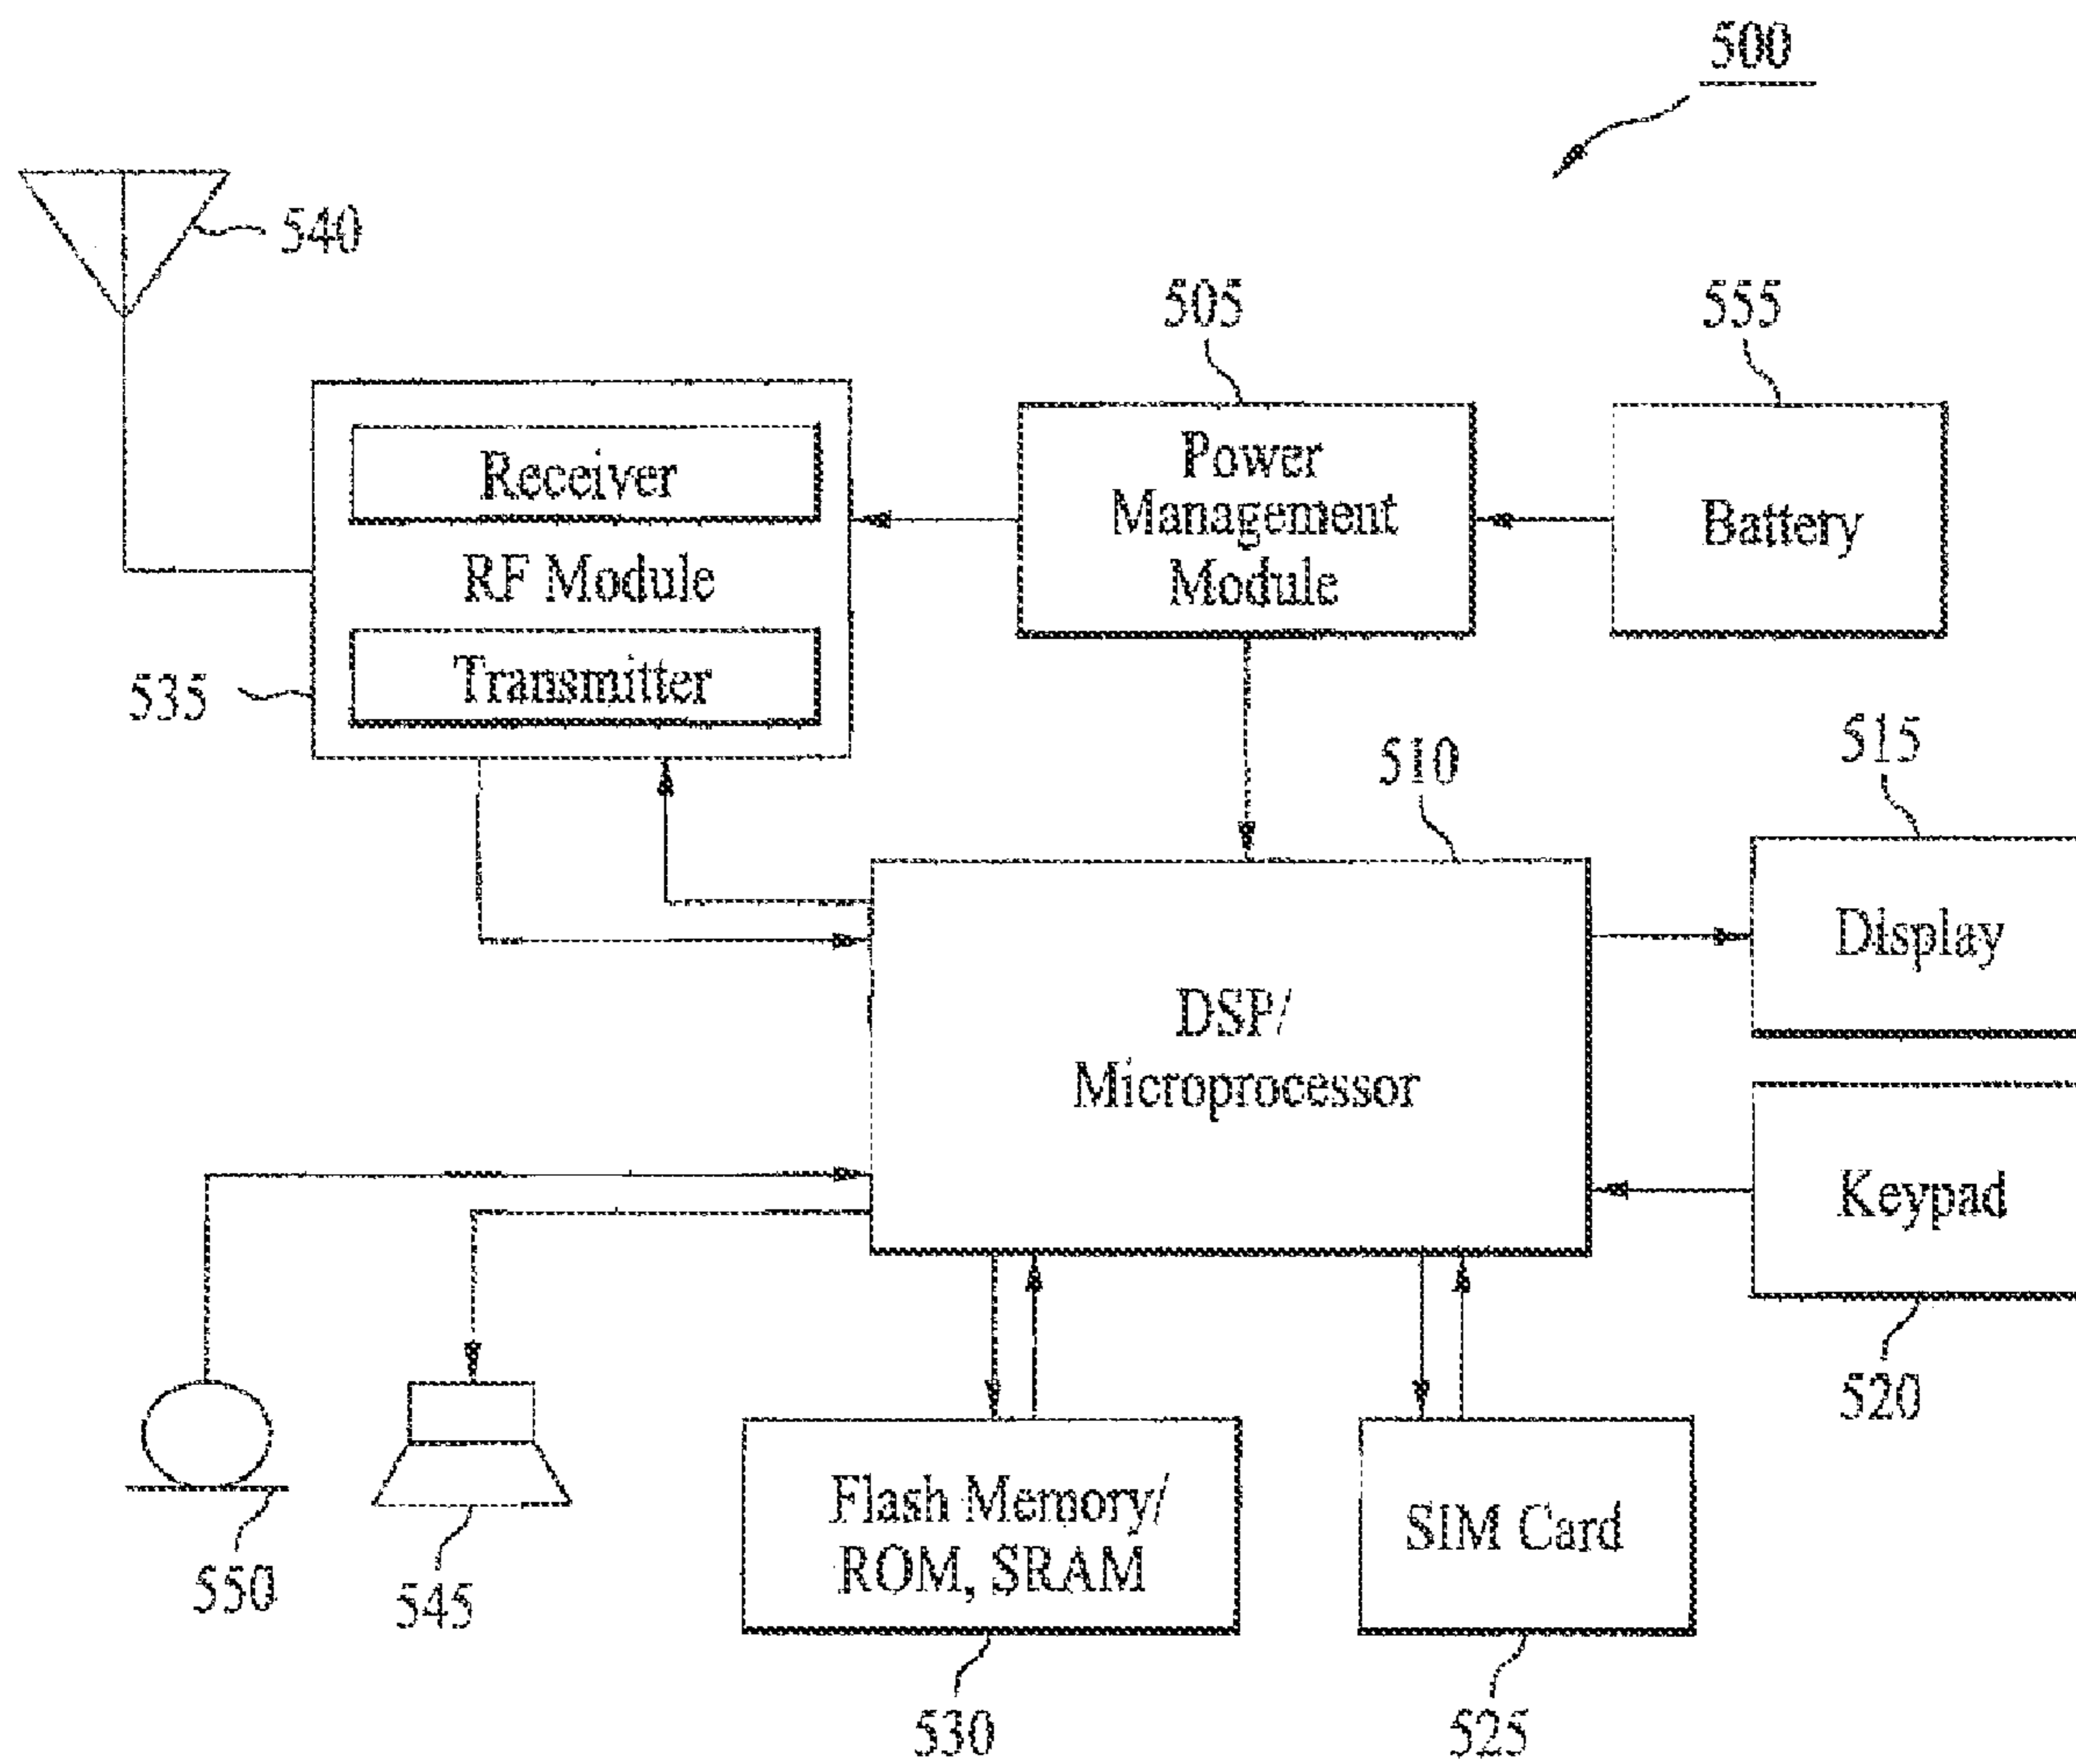 500
540
505
555
Receiver
RF Module
Transmitter
Power
Management
Module
Battery
535
510
515
DSP/
Microprocessor
Display
Keypad
520
550
545
Flash Memory/
ROM, SRAM
SIM Card
530
525